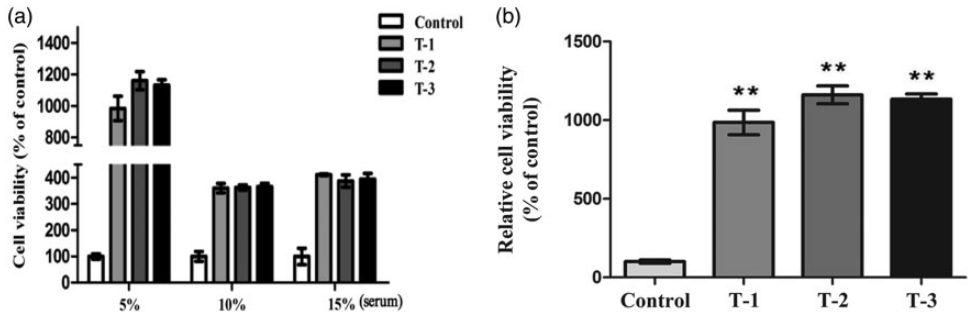 (a)
Cell viability (% of control)
1400
1200
1000
800
400
300
200
100
0
5%
10%
15% (serum)
Control
T-1
T-2
T-3
(b)
Relative cell viability
(% of control)
1500
1000
500
0
**
**
**
Control
T-1
T-2
T-3